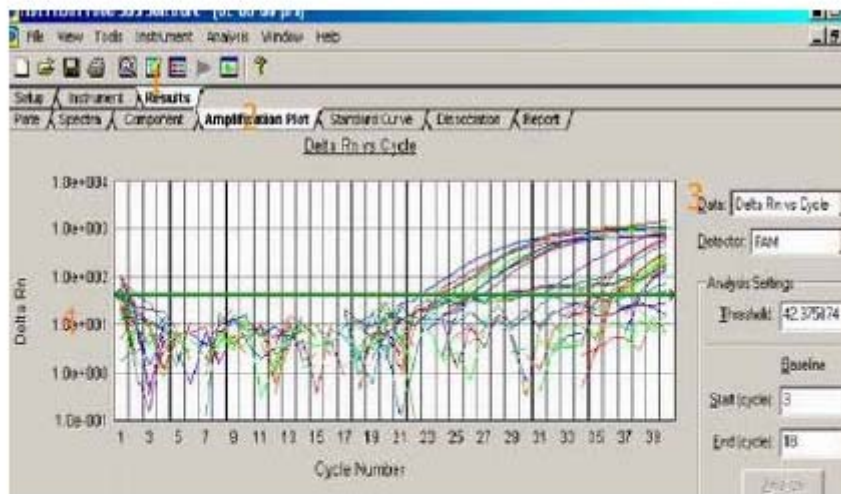 File View Tools Instrument Analysis Window Help
1
Setup Instrument Results
Plate Spectra Component Amplification Plot Standard Curve Dissociation Report
2
Delta Rn vs Cycle
3
Data: Delta Rn vs Cycle
Detector: FAM
Analysis Settings
Threshold: 42.375874
Baseline
Start (cycle): 3
End (cycle): 18
Delta Rn
1.0e+004
1.0e+003
1.0e+002
4
1.0e+001
1.0e+000
1.0e-001
1 3 5 7 9 11 13 15 17 19 21 23 25 27 29 31 33 35 37 39
Cycle Number